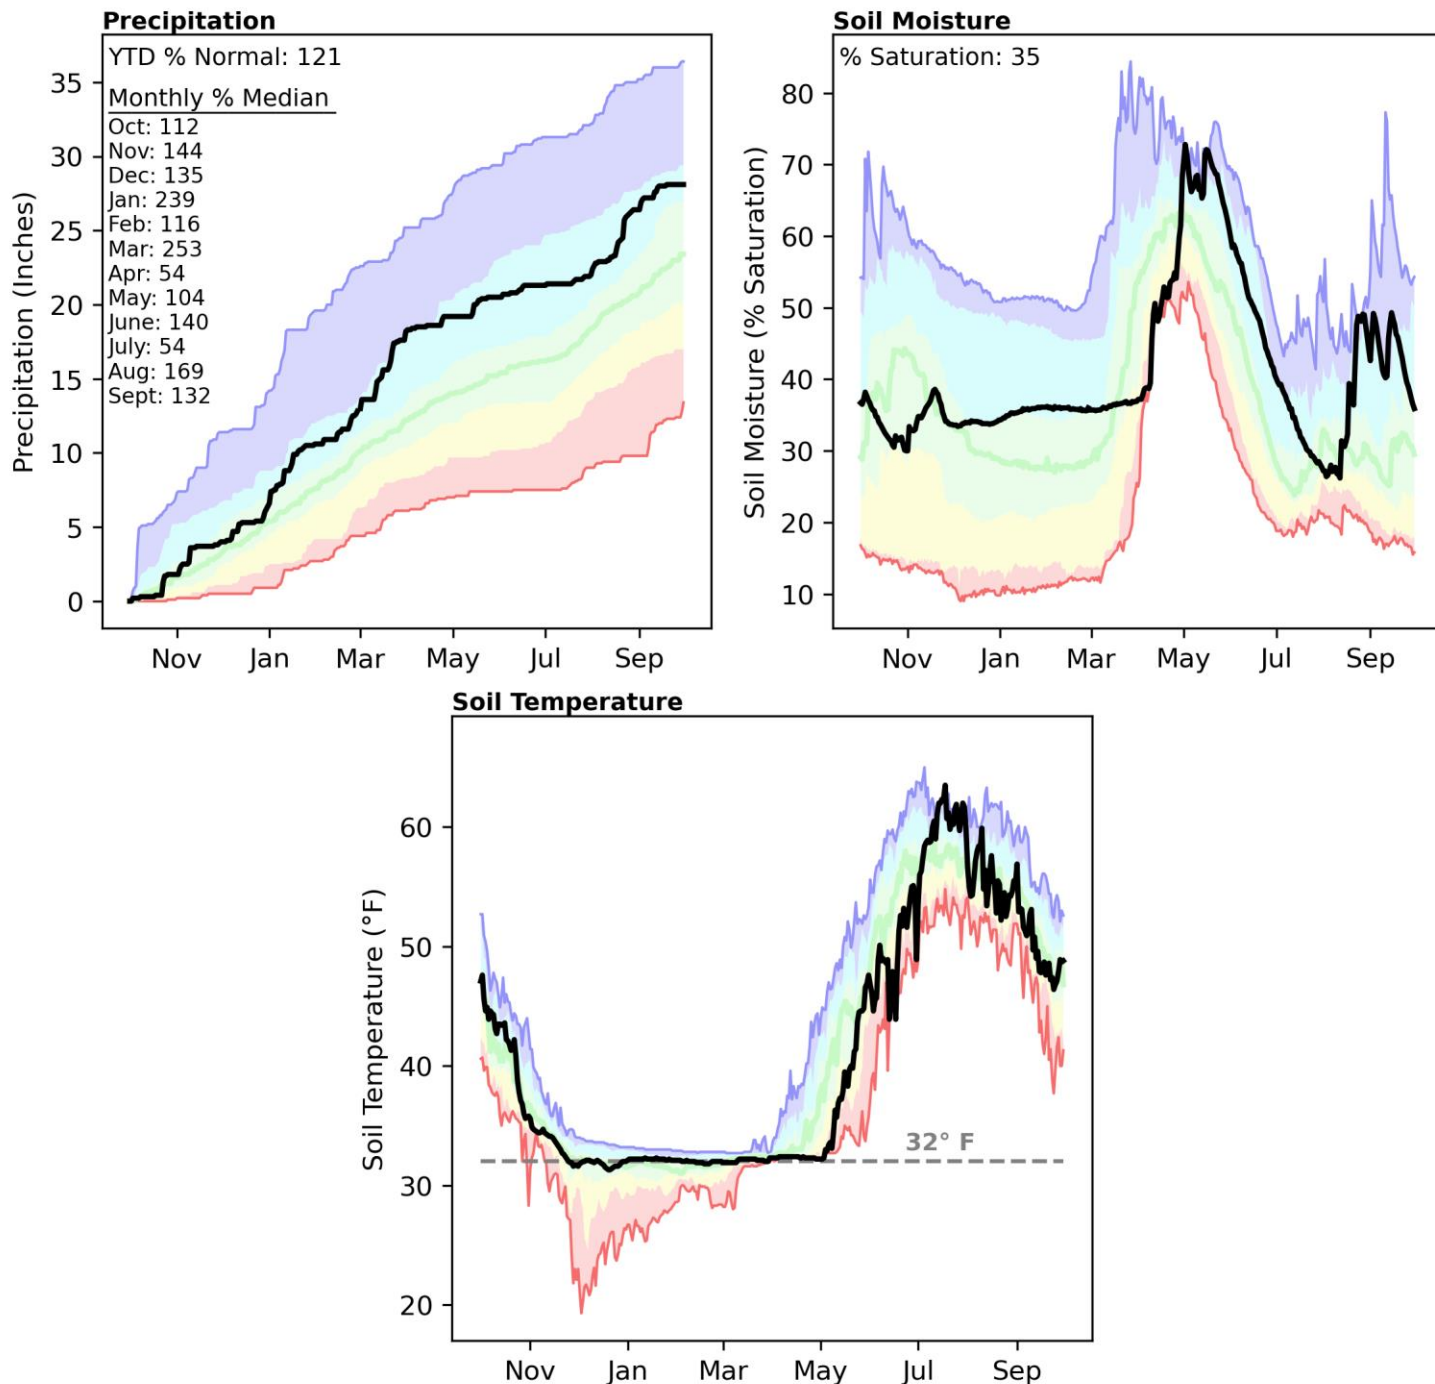 Precipitation
YTD % Normal: 121
Monthly % Median
Oct: 112
Nov: 144
Dec: 135
Jan: 239
Feb: 116
Mar: 253
Apr: 54
May: 104
June: 140
July: 54
Aug: 169
Sept: 132
Precipitation (Inches)
35
30
25
20
15
10
5
0
Nov Jan Mar May Jul Sep
Soil Moisture
% Saturation: 35
Soil Moisture (% Saturation)
80
70
60
50
40
30
20
10
Nov Jan Mar May Jul Sep
Soil Temperature
Soil Temperature (°F)
60
50
40
30
20
32° F
Nov Jan Mar May Jul Sep